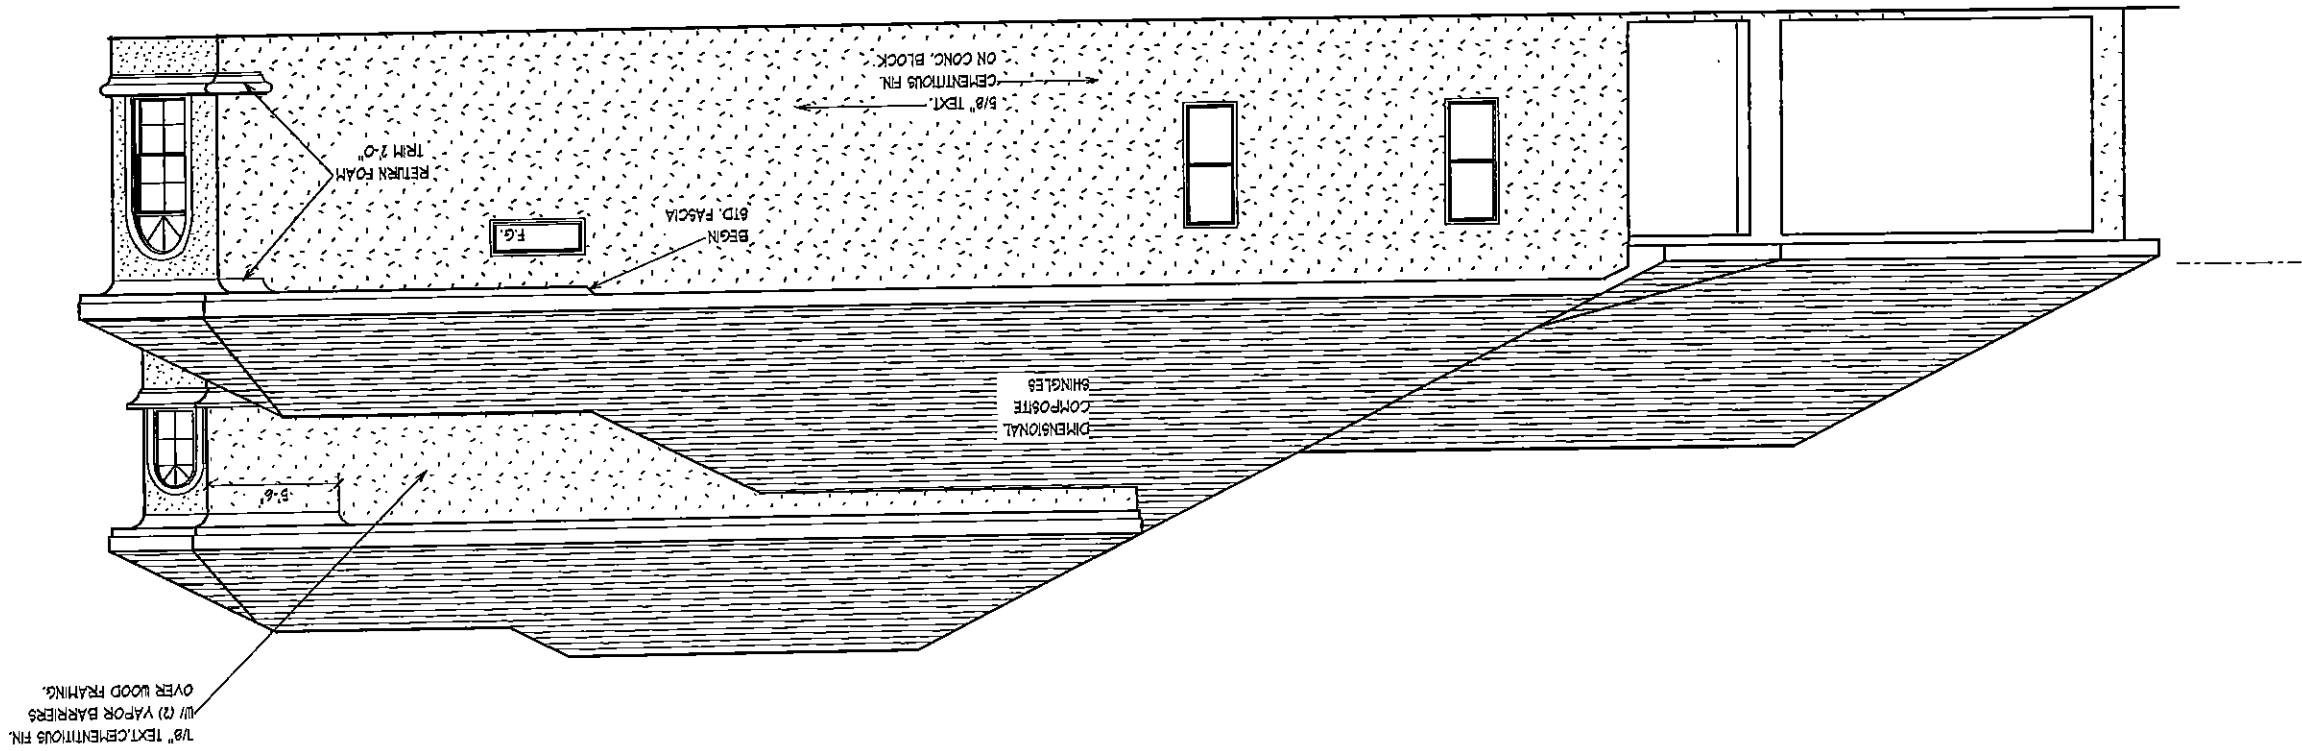 7/8" TEXT.CEMENTITIOUS FIN.
W/ (2) VAPOR BARRIERS
OVER WOOD FRAMING.
5'-6"
DIMENSIONAL
COMPOSITE
SHINGLES
BEGIN
STD. FASCIA
F.G.
RETURN FOAM
TRIM 2'-0"
5/8" TEXT.
CEMENTITIOUS FIN.
ON CONC. BLOCK